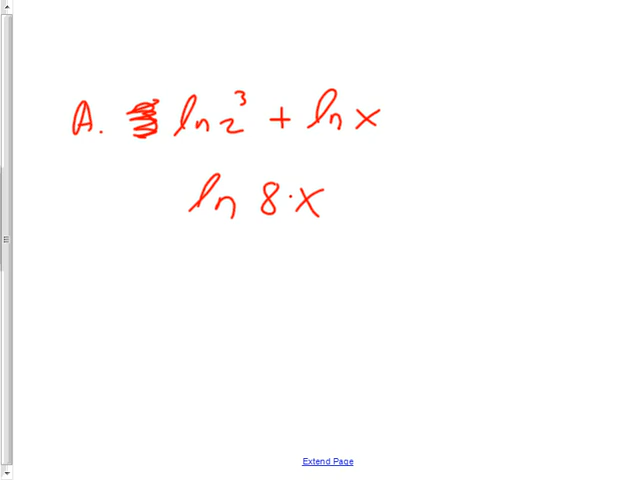 A. ln 2³ + ln x
ln 8·x
Extend Page